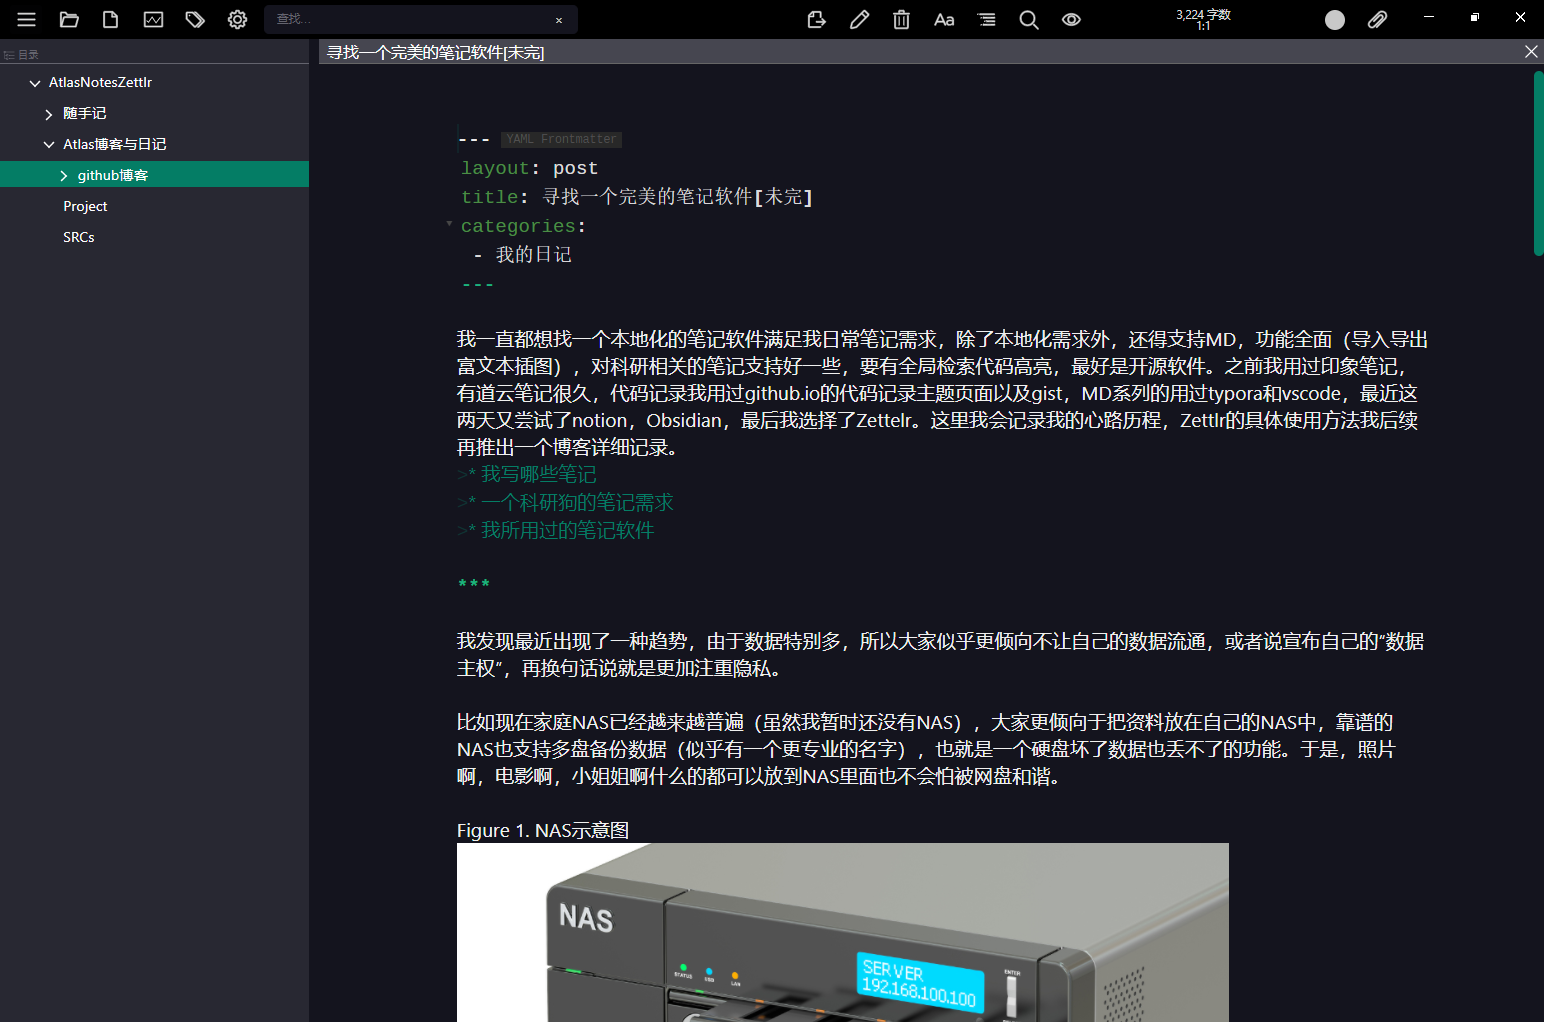 查找...
×
Aa
3,224 字数
1:1
目录
寻找一个完美的笔记软件[未完]
AtlasNotesZettlr
随手记
Atlas博客与日记
github博客
Project
SRCs
--- YAML Frontmatter
layout: post
title: 寻找一个完美的笔记软件[未完]
categories:
- 我的日记
---
我一直都想找一个本地化的笔记软件满足我日常笔记需求，除了本地化需求外，还得支持MD，功能全面（导入导出
富文本插图），对科研相关的笔记支持好一些，要有全局检索代码高亮，最好是开源软件。之前我用过印象笔记，
有道云笔记很久，代码记录我用过github.io的代码记录主题页面以及gist，MD系列的用过typora和vscode，最近这
两天又尝试了notion，Obsidian，最后我选择了Zettelr。这里我会记录我的心路历程，Zettlr的具体使用方法我后续
再推出一个博客详细记录。
>* 我写哪些笔记
>* 一个科研狗的笔记需求
>* 我所用过的笔记软件
***
我发现最近出现了一种趋势，由于数据特别多，所以大家似乎更倾向不让自己的数据流通，或者说宣布自己的“数据
主权”，再换句话说就是更加注重隐私。
比如现在家庭NAS已经越来越普遍（虽然我暂时还没有NAS），大家更倾向于把资料放在自己的NAS中，靠谱的
NAS也支持多盘备份数据（似乎有一个更专业的名字），也就是一个硬盘坏了数据也丢不了的功能。于是，照片
啊，电影啊，小姐姐啊什么的都可以放到NAS里面也不会怕被网盘和谐。
Figure 1. NAS示意图
NAS
STATUS
USB
LAN
SERVER
192.168.100.100
ENTER